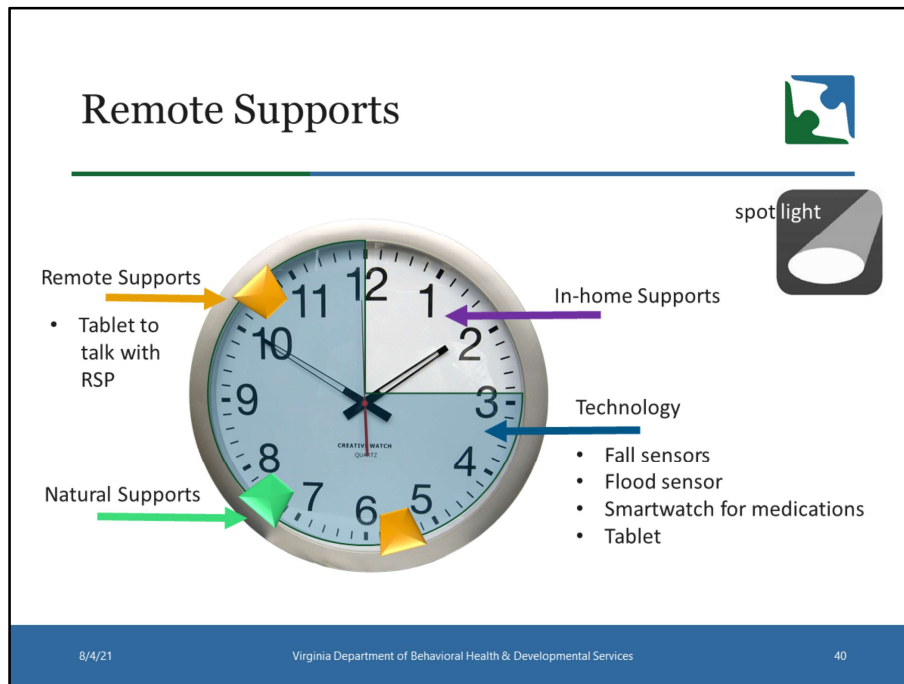 Remote Supports
spot light
Remote Supports
• Tablet to
talk with
RSP
In-home Supports
12
1
2
3
4
5
6
7
8
9
10
11
CREATIVE WATCH
QUARTZ
Technology
• Fall sensors
• Flood sensor
• Smartwatch for medications
• Tablet
Natural Supports
8/4/21 Virginia Department of Behavioral Health & Developmental Services 40